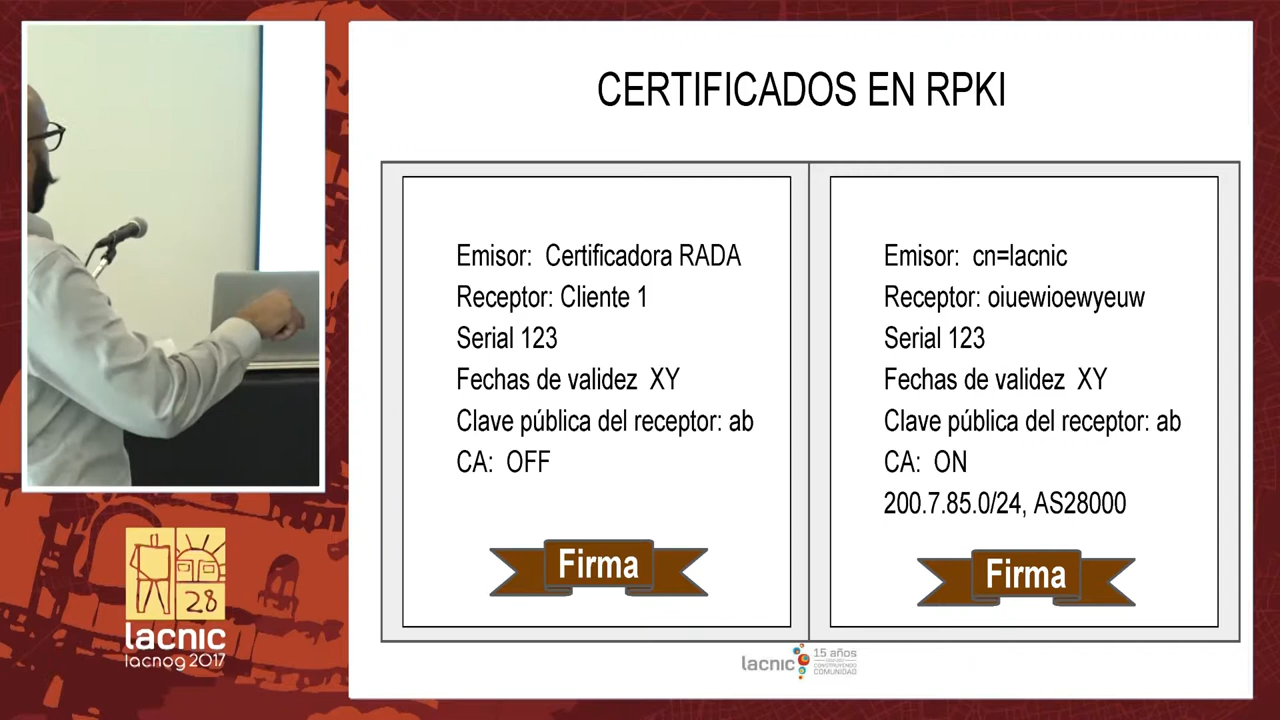 CERTIFICADOS EN RPKI
Emisor: Certificadora RADA
Receptor: Cliente 1
Serial 123
Fechas de validez XY
Clave pública del receptor: ab
CA: OFF
Firma
Emisor: cn=lacnic
Receptor: oiuewioewyeuw
Serial 123
Fechas de validez XY
Clave pública del receptor: ab
CA: ON
200.7.85.0/24, AS28000
Firma
28
lacnic
lacnog 2017
lacnic
15 años
CONSTRUYENDO
COMUNIDAD